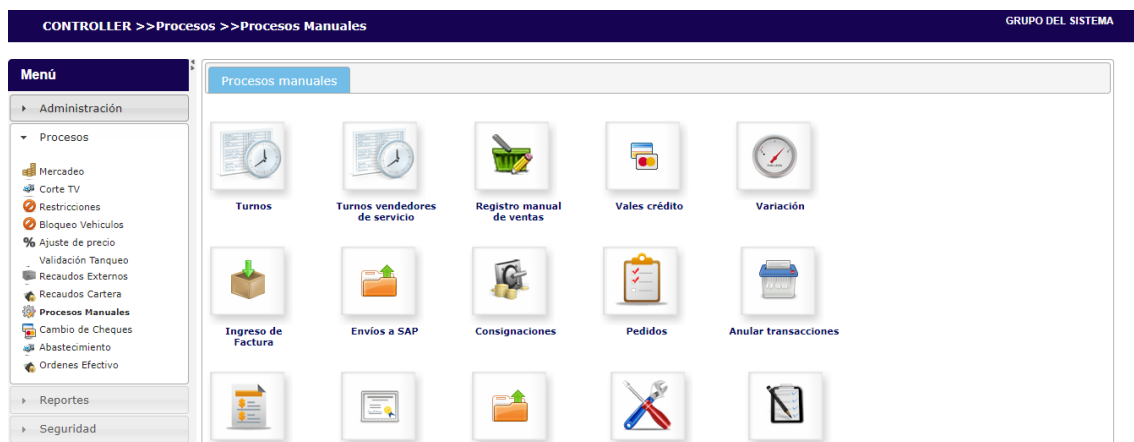 CONTROLLER >>Procesos >>Procesos Manuales
GRUPO DEL SISTEMA
Menú
Administración
Procesos
Mercadeo
Corte TV
Restricciones
Bloqueo Vehiculos
Ajuste de precio
Validación Tanqueo
Recaudos Externos
Recaudos Cartera
Procesos Manuales
Cambio de Cheques
Abastecimiento
Ordenes Efectivo
Reportes
Seguridad
Procesos manuales
Turnos
Turnos vendedores
de servicio
Registro manual
de ventas
Vales crédito
Variación
Ingreso de
Factura
Envíos a SAP
Consignaciones
Pedidos
Anular transacciones